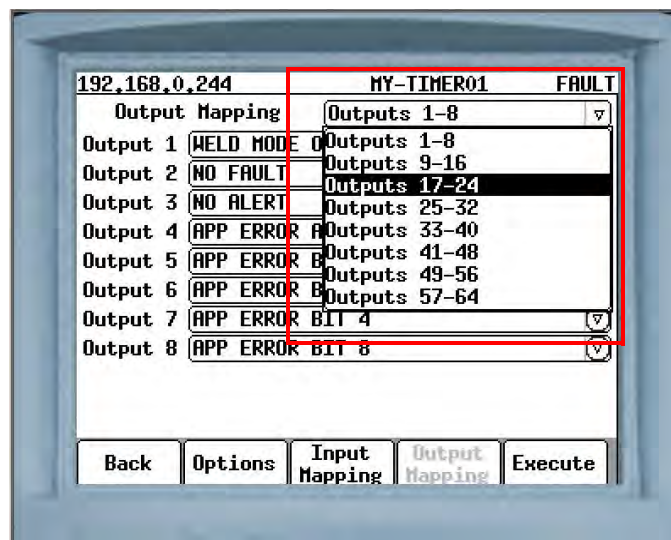 192.168.0.244 MY-TIMER01 FAULT
Output Mapping Outputs 1-8
Outputs 1-8
Outputs 9-16
Outputs 17-24
Outputs 25-32
Outputs 33-40
Outputs 41-48
Outputs 49-56
Outputs 57-64
Output 1 WELD MODE O
Output 2 NO FAULT
Output 3 NO ALERT
Output 4 APP ERROR A
Output 5 APP ERROR B
Output 6 APP ERROR B
Output 7 APP ERROR BIT 4
Output 8 APP ERROR BIT 8
Back Options Input Mapping Output Mapping Execute